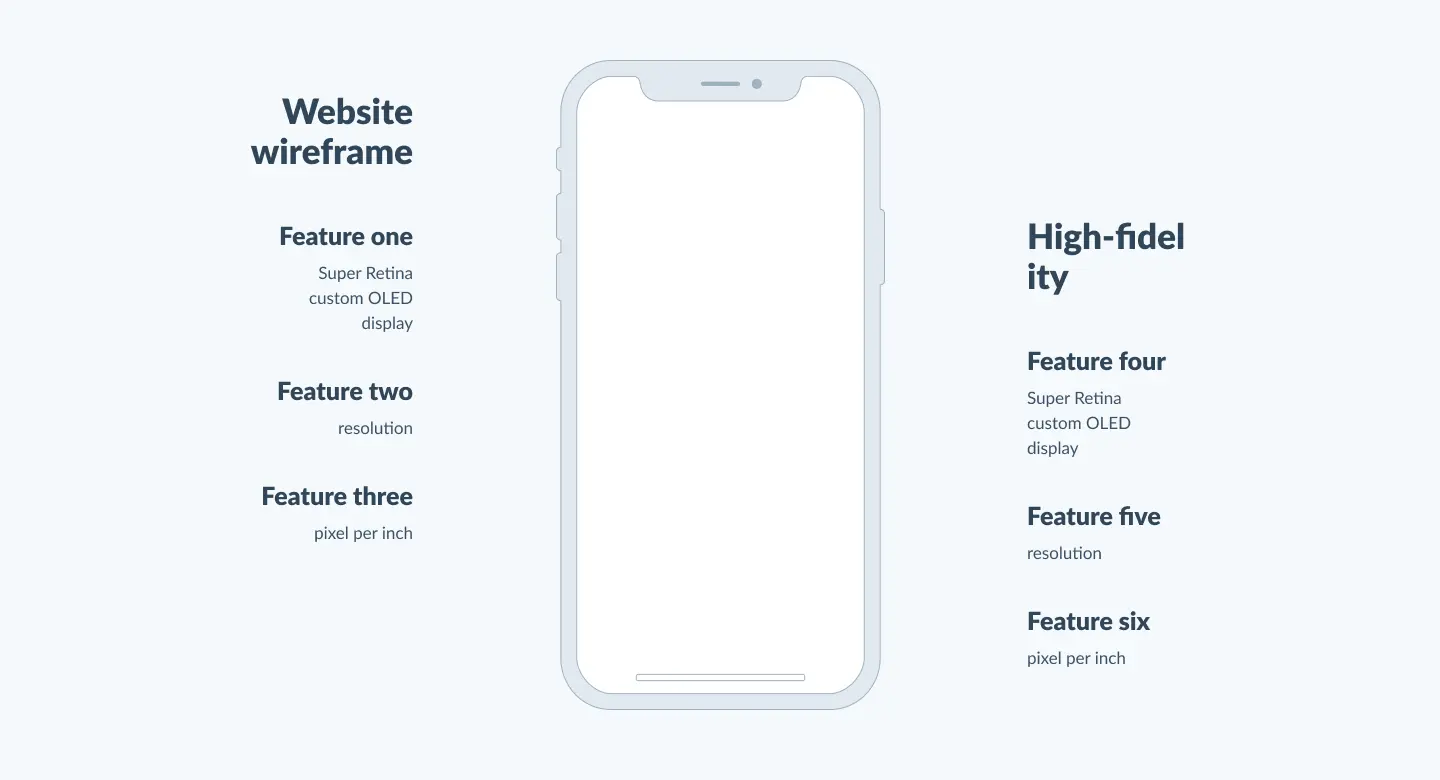 Website
wireframe
Feature one
Super Retina
custom OLED
display
Feature two
resolution
Feature three
pixel per inch
High-fidel
ity
Feature four
Super Retina
custom OLED
display
Feature five
resolution
Feature six
pixel per inch